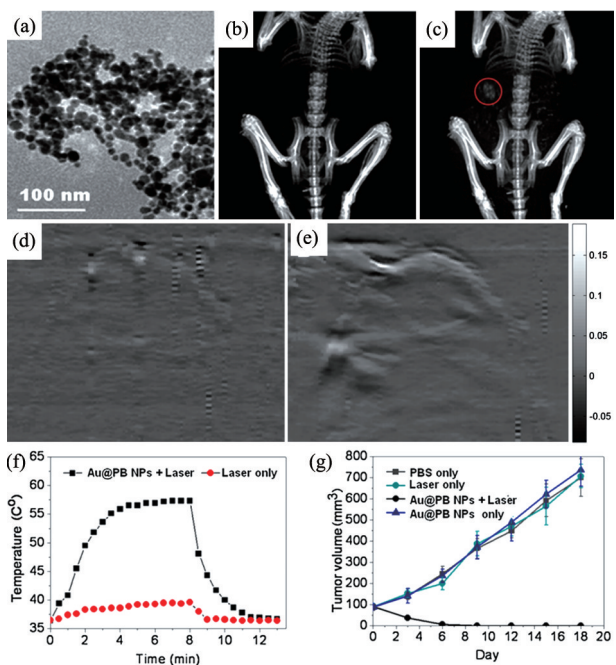 (a)
(b)
(c)
100 nm
(d)
(e)
0.15
0.10
0.05
0
-0.05
(f)
(g)
65
60
55
50
45
40
35
Temperature (C⁰)
Au@PB NPs + Laser
Laser only
0 2 4 6 8 10 12
Time (min)
800
700
600
500
400
300
200
100
0
Tumor volume (mm³)
PBS only
Laser only
Au@PB NPs + Laser
Au@PB NPs only
0 2 4 6 8 10 12 14 16 18 20
Day